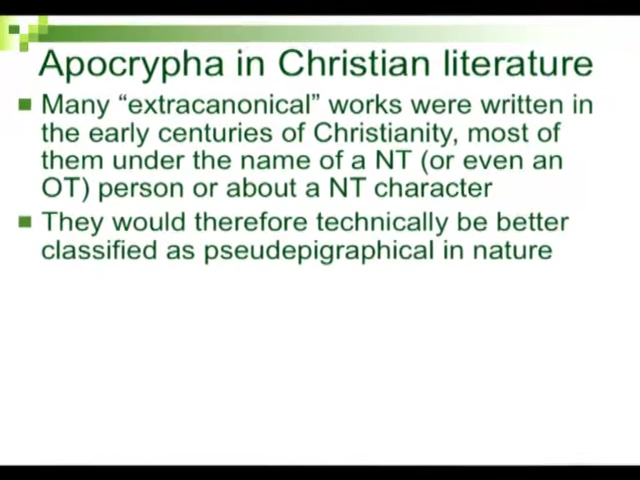 Apocrypha in Christian literature
Many “extracanonical” works were written in
the early centuries of Christianity, most of
them under the name of a NT (or even an
OT) person or about a NT character
They would therefore technically be better
classified as pseudepigraphical in nature